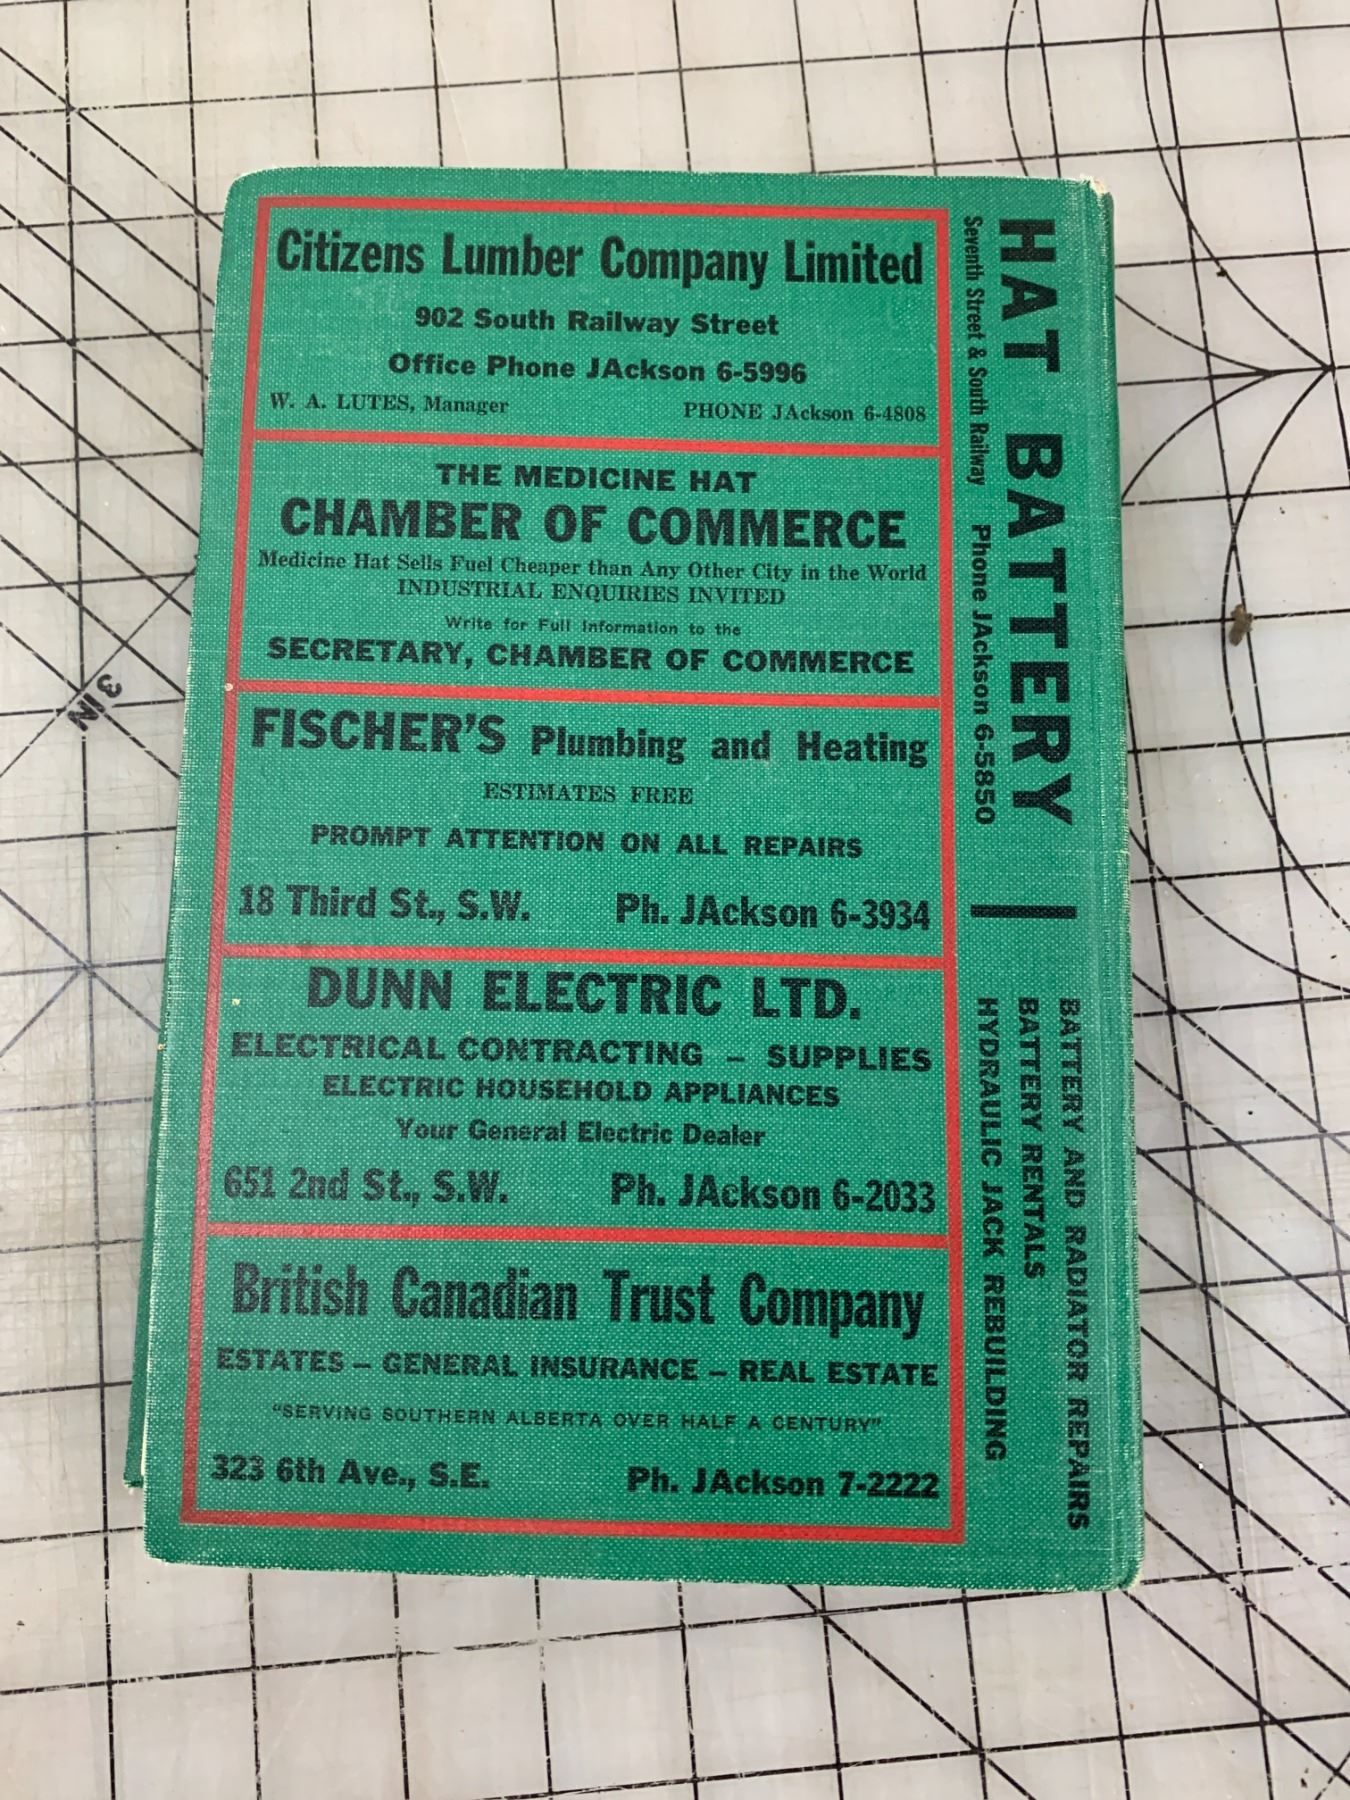 Citizens Lumber Company Limited
902 South Railway Street
Office Phone JAckson 6-5996
W. A. LUTES, Manager PHONE JAckson 6-4808
THE MEDICINE HAT
CHAMBER OF COMMERCE
Medicine Hat Sells Fuel Cheaper than Any Other City in the World
INDUSTRIAL ENQUIRIES INVITED
Write for Full Information to the
SECRETARY, CHAMBER OF COMMERCE
FISCHER'S Plumbing and Heating
ESTIMATES FREE
PROMPT ATTENTION ON ALL REPAIRS
18 Third St., S.W. Ph. JAckson 6-3934
DUNN ELECTRIC LTD.
ELECTRICAL CONTRACTING – SUPPLIES
ELECTRIC HOUSEHOLD APPLIANCES
Your General Electric Dealer
651 2nd St., S.W. Ph. JAckson 6-2033
British Canadian Trust Company
ESTATES – GENERAL INSURANCE – REAL ESTATE
"SERVING SOUTHERN ALBERTA OVER HALF A CENTURY"
323 6th Ave., S.E. Ph. JAckson 7-2222
HAT BATTERY
Seventh Street & South Railway Phone JAckson 6-5850
BATTERY AND RADIATOR REPAIRS
BATTERY RENTALS
HYDRAULIC JACK REBUILDING
3 IN